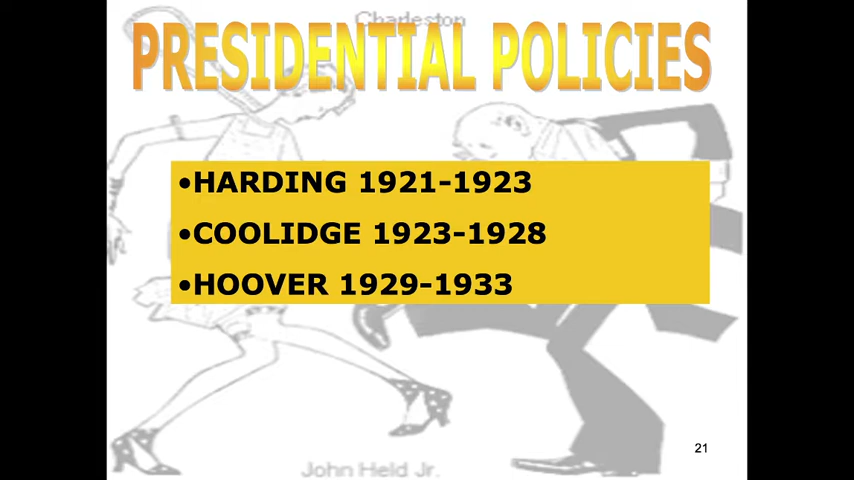 Charleston
PRESIDENTIAL POLICIES
•HARDING 1921-1923
•COOLIDGE 1923-1928
•HOOVER 1929-1933
21
John Held Jr.